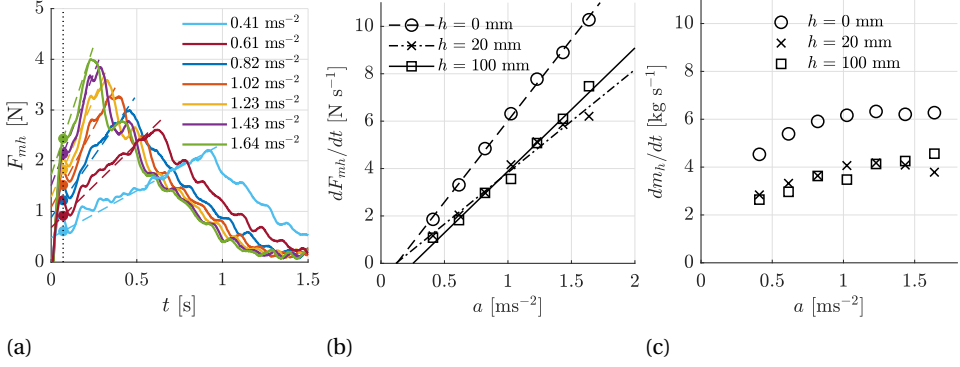 5
4
3
2
1
0
0
0.5
1
1.5
F_mh [N]
t [s]
0.41 ms⁻²
0.61 ms⁻²
0.82 ms⁻²
1.02 ms⁻²
1.23 ms⁻²
1.43 ms⁻²
1.64 ms⁻²
(a)
10
8
6
4
2
0
0
0.5
1
1.5
2
dF_mh/dt [N s⁻¹]
a [ms⁻²]
h = 0 mm
h = 20 mm
h = 100 mm
(b)
10
8
6
4
2
0
0
0.5
1
1.5
dm_h/dt [kg s⁻¹]
a [ms⁻²]
h = 0 mm
h = 20 mm
h = 100 mm
(c)